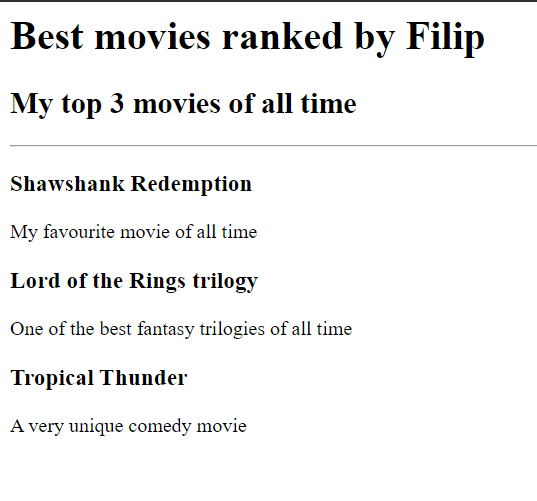 Best movies ranked by Filip
My top 3 movies of all time
Shawshank Redemption
My favourite movie of all time
Lord of the Rings trilogy
One of the best fantasy trilogies of all time
Tropical Thunder
A very unique comedy movie